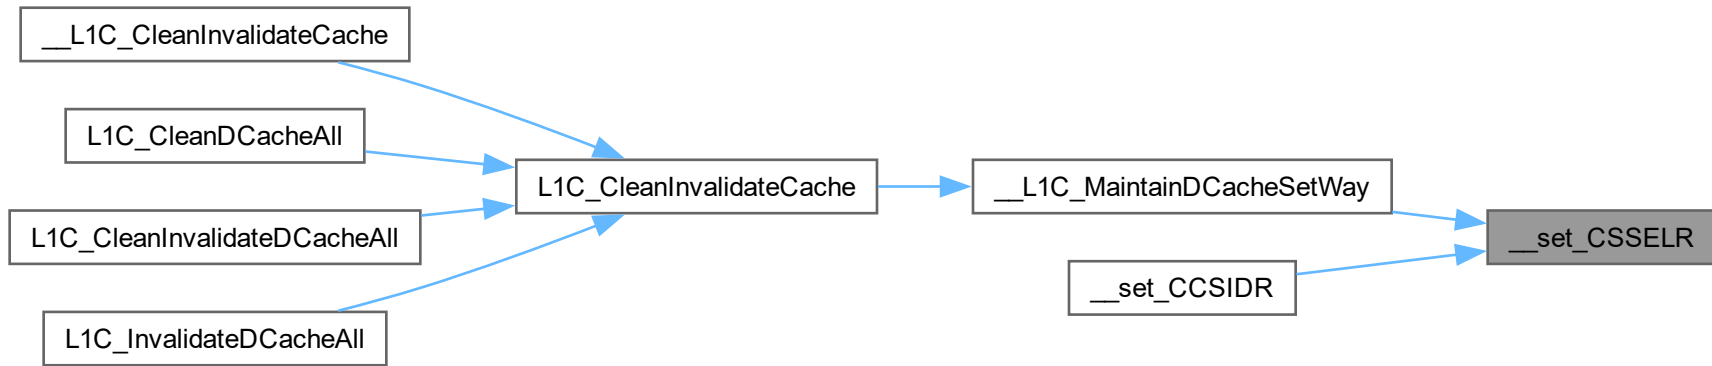 __L1C_CleanInvalidateCache
L1C_CleanDCacheAll
L1C_CleanInvalidateDCacheAll
L1C_InvalidateDCacheAll
L1C_CleanInvalidateCache
__L1C_MaintainDCacheSetWay
__set_CCSIDR
__set_CSSELR